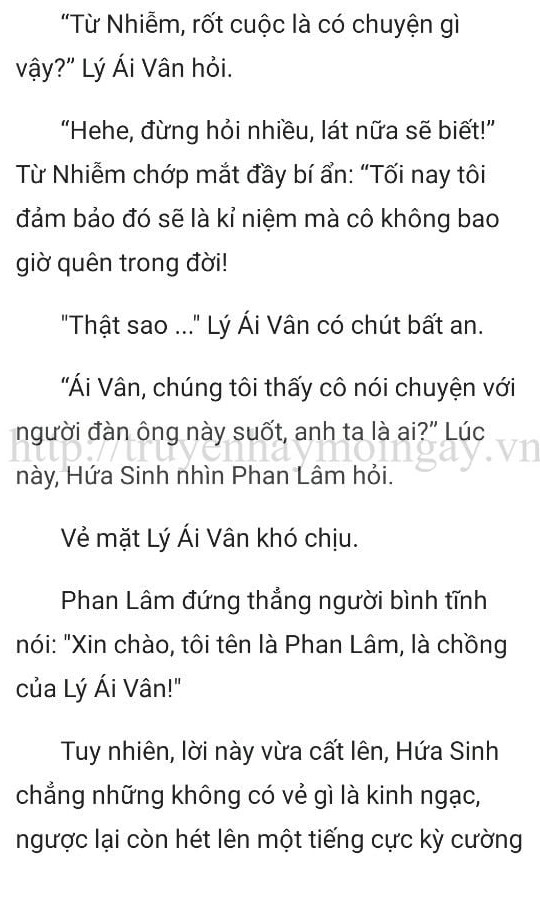 “Từ Nhiễm, rốt cuộc là có chuyện gì
vậy?” Lý Ái Vân hỏi.
“Hehe, đừng hỏi nhiều, lát nữa sẽ biết!”
Từ Nhiễm chớp mắt đầy bí ẩn: “Tối nay tôi
đảm bảo đó sẽ là kỉ niệm mà cô không bao
giờ quên trong đời!
"Thật sao ..." Lý Ái Vân có chút bất an.
“Ái Vân, chúng tôi thấy cô nói chuyện với
người đàn ông này suốt, anh ta là ai?” Lúc
http://truyenhaymoingay.vn
này, Hứa Sinh nhìn Phan Lâm hỏi.
Vẻ mặt Lý Ái Vân khó chịu.
Phan Lâm đứng thẳng người bình tĩnh
nói: "Xin chào, tôi tên là Phan Lâm, là chồng
của Lý Ái Vân!"
Tuy nhiên, lời này vừa cất lên, Hứa Sinh
chẳng những không có vẻ gì là kinh ngạc,
ngược lại còn hét lên một tiếng cực kỳ cường